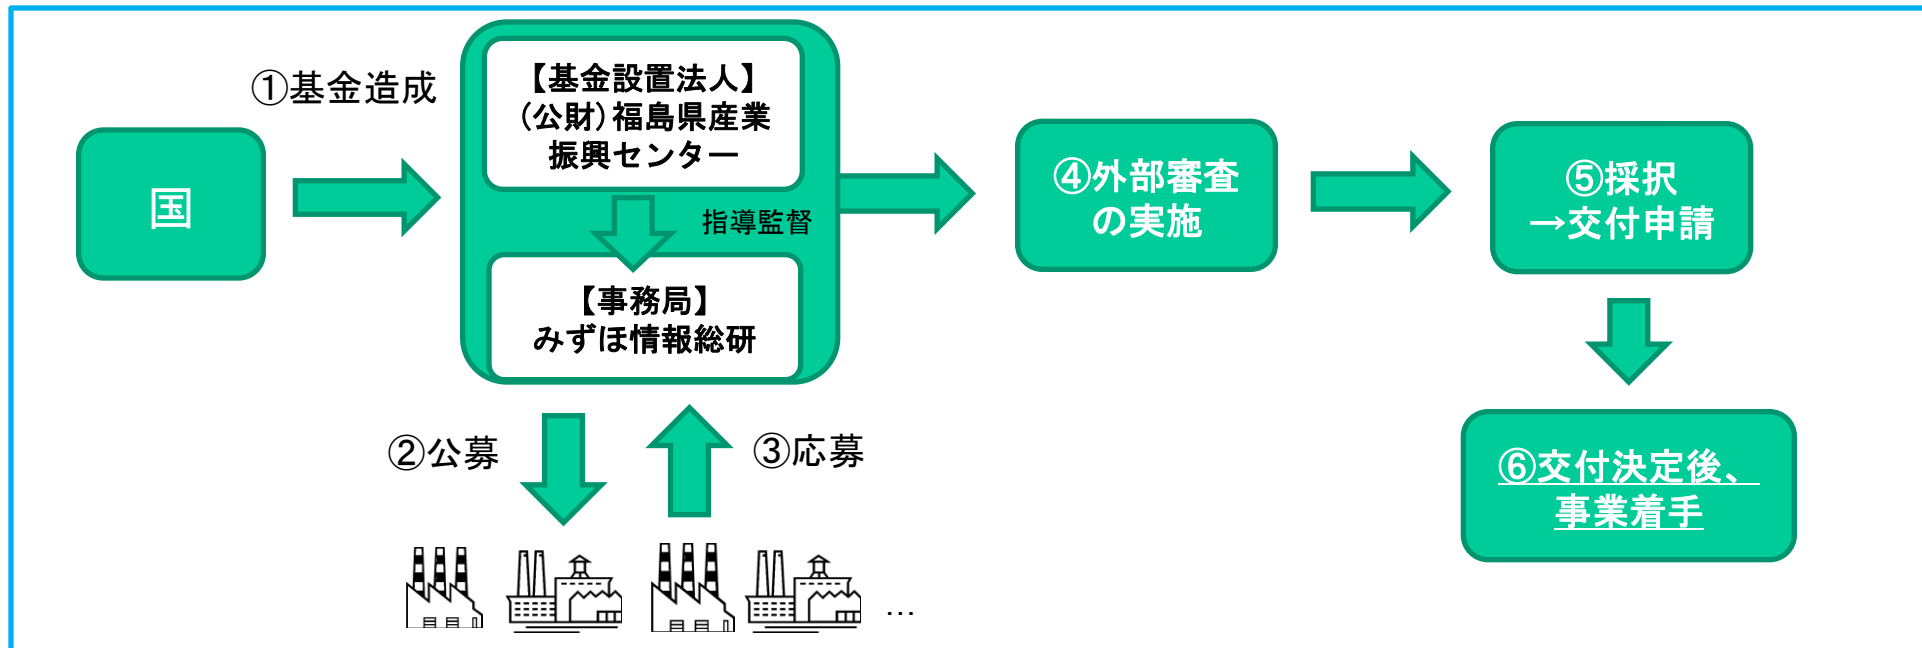 ①基金造成
国
【基金設置法人】
(公財)福島県産業
振興センター
指導監督
【事務局】
みずほ情報総研
②公募
③応募
…
④外部審査
の実施
⑤採択
→交付申請
⑥交付決定後、
事業着手